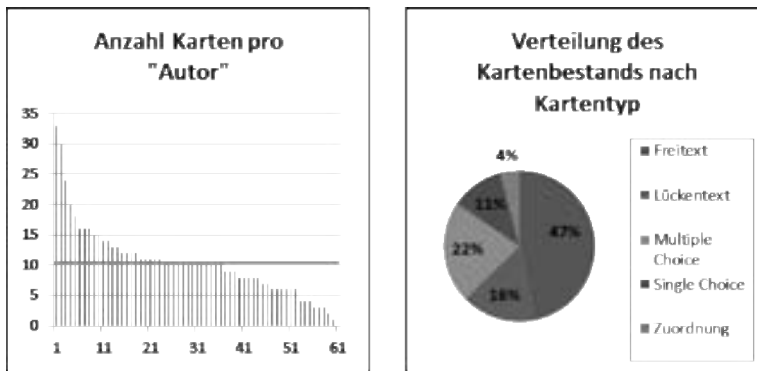 Anzahl Karten pro
"Autor"
35
30
25
20
15
10
5
0
1 11 21 31 41 51 61
Verteilung des
Kartenbestands nach
Kartentyp
4%
11%
47%
22%
16%
Freitext
Lückentext
Multiple
Choice
Single Choice
Zuordnung